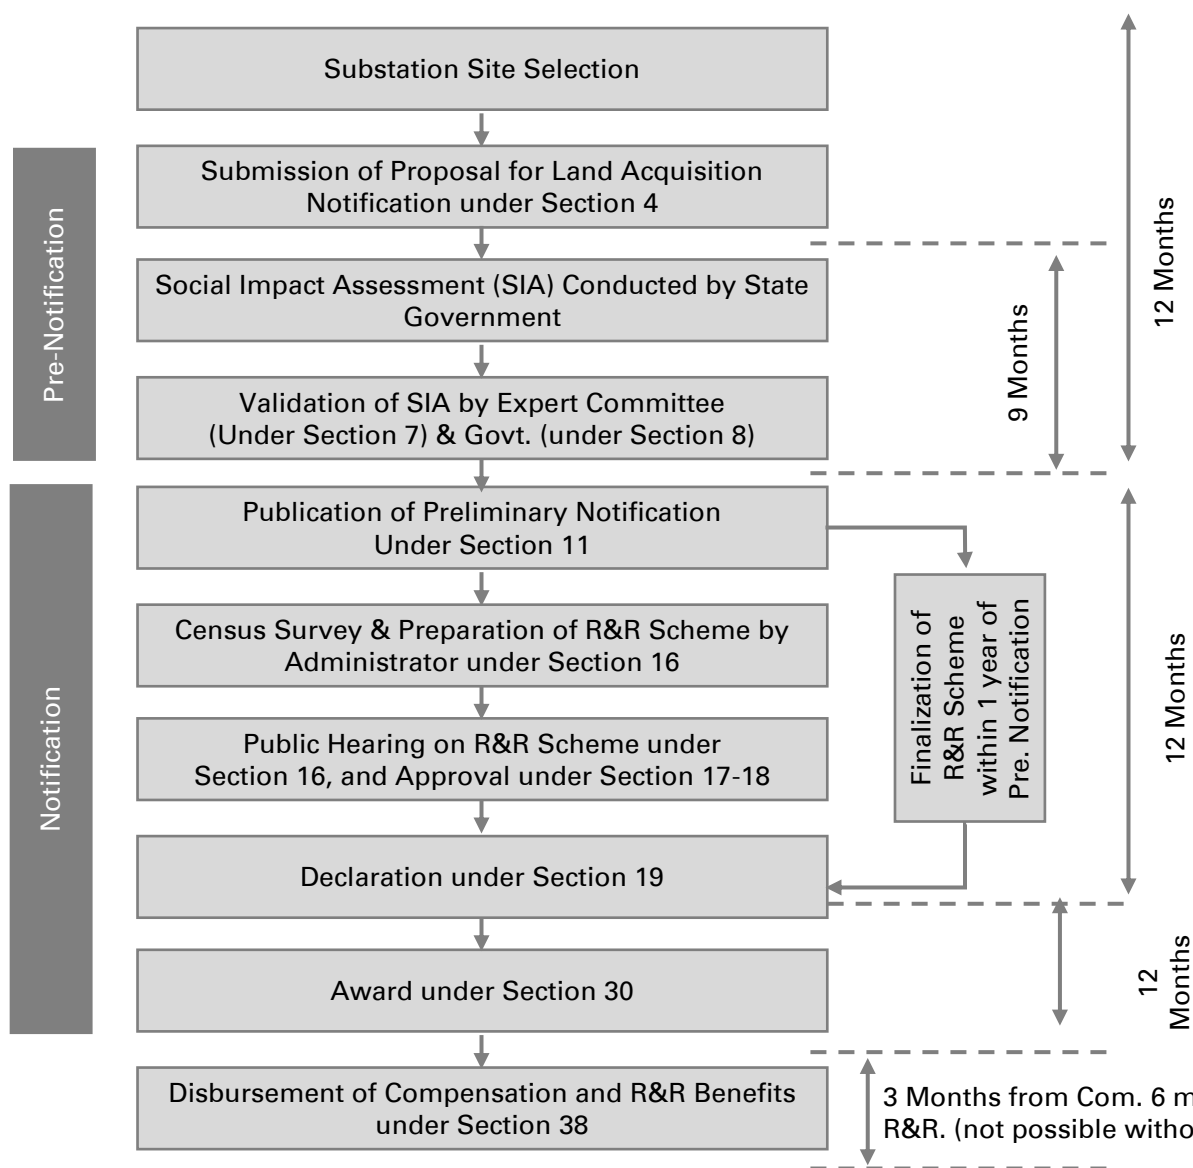 Substation Site Selection
Submission of Proposal for Land Acquisition
Notification under Section 4
Social Impact Assessment (SIA) Conducted by State
Government
Validation of SIA by Expert Committee
(Under Section 7) & Govt. (under Section 8)
Pre-Notification
9 Months
12 Months
Publication of Preliminary Notification
Under Section 11
Census Survey & Preparation of R&R Scheme by
Administrator under Section 16
Public Hearing on R&R Scheme under
Section 16, and Approval under Section 17-18
Declaration under Section 19
Finalization of
R&R Scheme
within 1 year of
Pre. Notification
12 Months
Notification
Award under Section 30
12
Months
Disbursement of Compensation and R&R Benefits
under Section 38
3 Months from Com. 6 m
R&R. (not possible witho